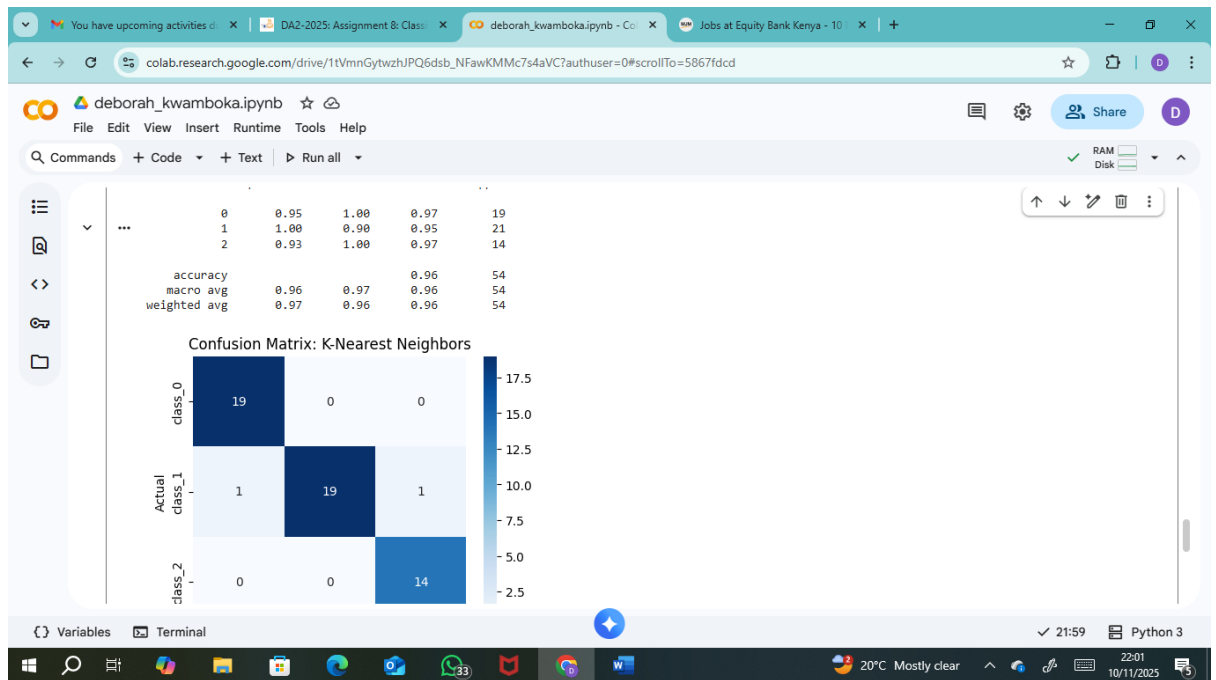 You have upcoming activities d
DA2-2025: Assignment 8: Class
deborah_kwamboka.ipynb - Col
Jobs at Equity Bank Kenya - 10
colab.research.google.com/drive/1tVmnGytwzhJPQ6dsb_NFawKMMc7s4aVC?authuser=0#scrollTo=5867fdcd
D
deborah_kwamboka.ipynb
Share
D
File Edit View Insert Runtime Tools Help
Commands + Code + Text Run all
RAM
Disk
0 0.95 1.00 0.97 19
1 1.00 0.90 0.95 21
2 0.93 1.00 0.97 14
accuracy 0.96 54
macro avg 0.96 0.97 0.96 54
weighted avg 0.97 0.96 0.96 54
Confusion Matrix: K-Nearest Neighbors
class_0
19 0 0
Actual
class_1
1 19 1
class_2
0 0 14
17.5
15.0
12.5
10.0
7.5
5.0
2.5
Variables Terminal
21:59 Python 3
33
20°C Mostly clear
22:01
10/11/2025
5